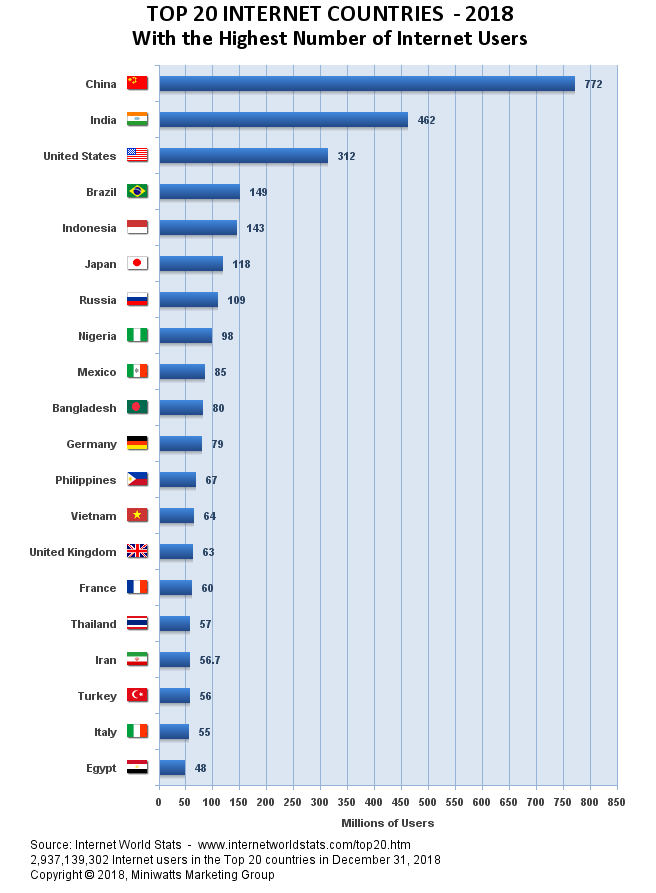 TOP 20 INTERNET COUNTRIES - 2018
With the Highest Number of Internet Users
China 772
India 462
United States 312
Brazil 149
Indonesia 143
Japan 118
Russia 109
Nigeria 98
Mexico 85
Bangladesh 80
Germany 79
Philippines 67
Vietnam 64
United Kingdom 63
France 60
Thailand 57
Iran 56.7
Turkey 56
Italy 55
Egypt 48
0 50 100 150 200 250 300 350 400 450 500 550 600 650 700 750 800 850
Millions of Users
Source: Internet World Stats - www.internetworldstats.com/top20.htm
2,937,139,302 Internet users in the Top 20 countries in December 31, 2018
Copyright © 2018, Miniwatts Marketing Group